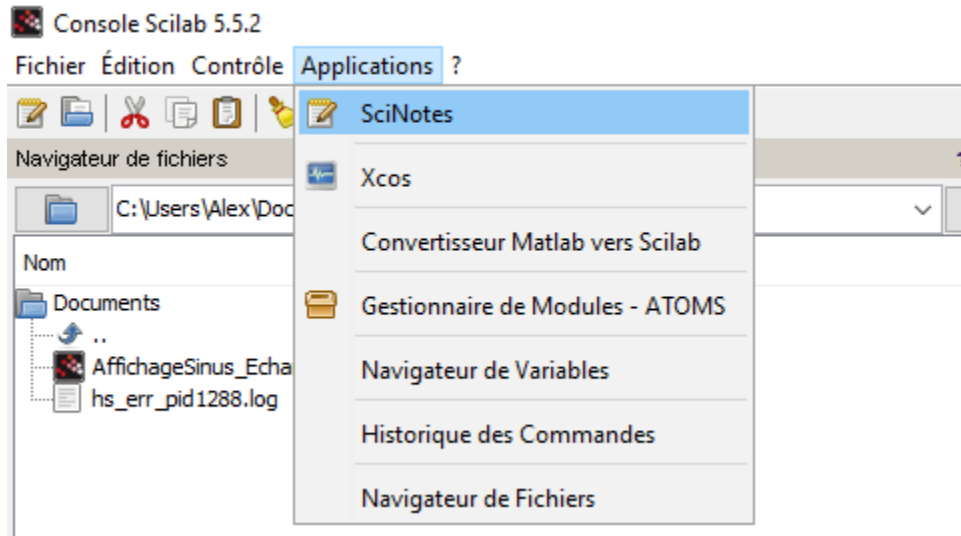 Console Scilab 5.5.2
Fichier Édition Contrôle Applications ?
SciNotes
Navigateur de fichiers
Xcos
C:\Users\Alex\Doc
Convertisseur Matlab vers Scilab
Nom
Documents
Gestionnaire de Modules - ATOMS
..
AffichageSinus_Echa
Navigateur de Variables
hs_err_pid1288.log
Historique des Commandes
Navigateur de Fichiers